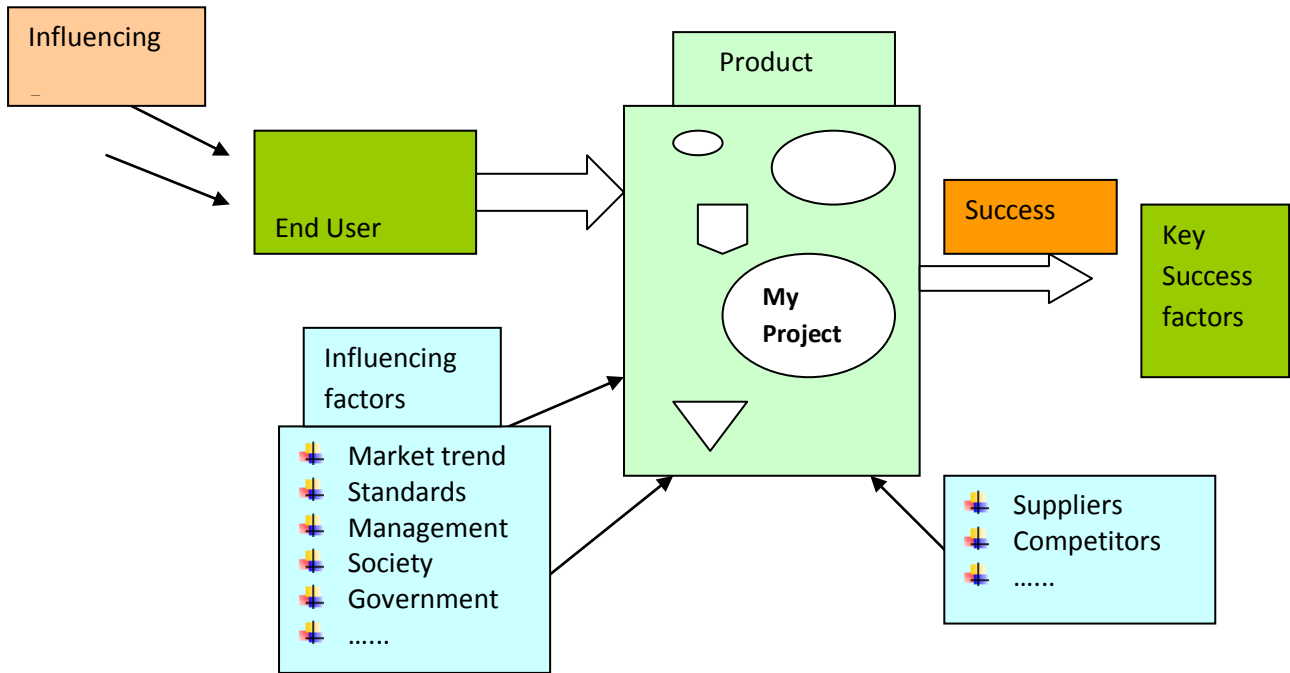 Influencing
Product
End User
My
Project
Success
Key
Success
factors
Influencing
factors
Market trend
Standards
Management
Society
Government
......
Suppliers
Competitors
......